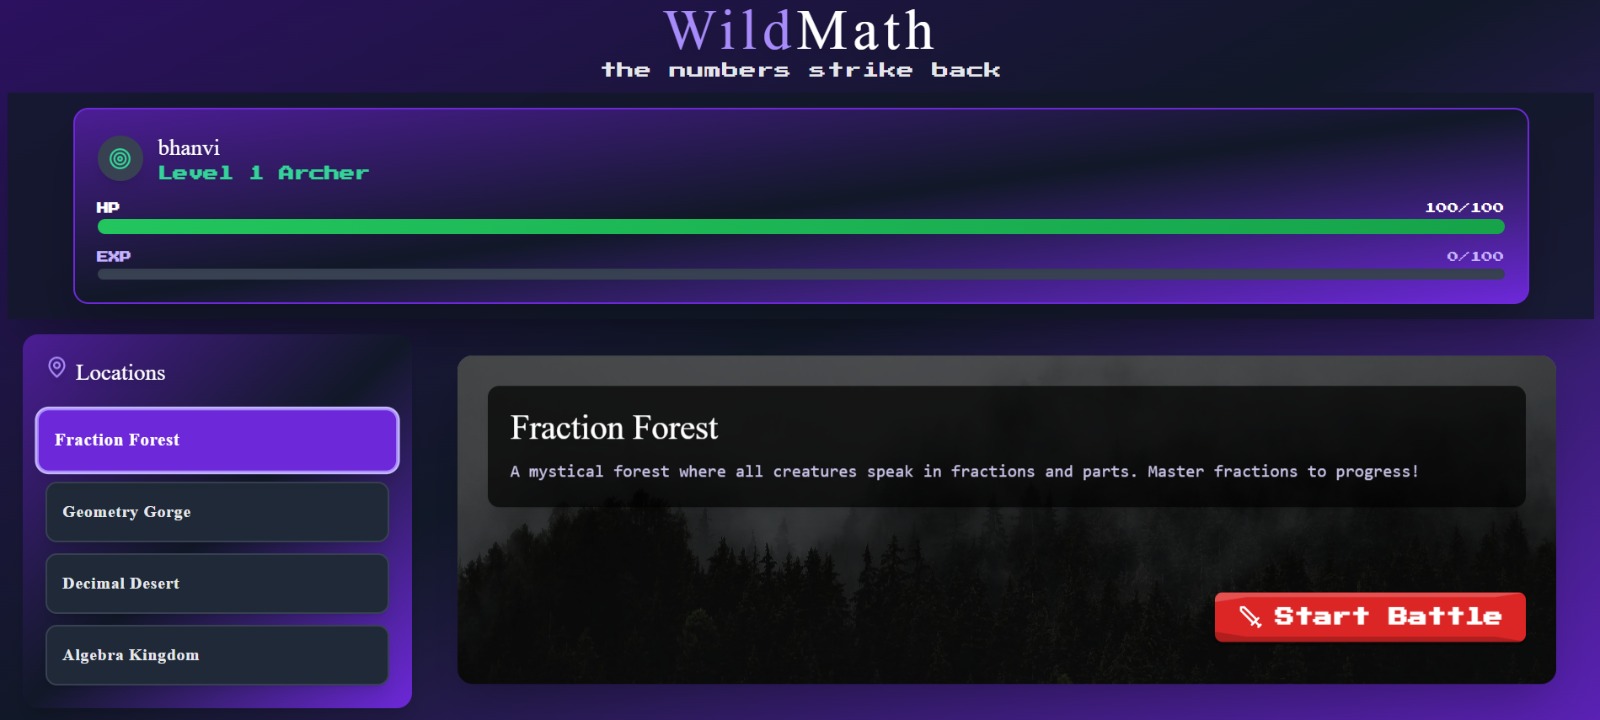 WildMath
the numbers strike back
bhanvi
Level 1 Archer
HP 100/100
EXP 0/100
Locations
Fraction Forest
Geometry Gorge
Decimal Desert
Algebra Kingdom
Fraction Forest
A mystical forest where all creatures speak in fractions and parts. Master fractions to progress!
Start Battle